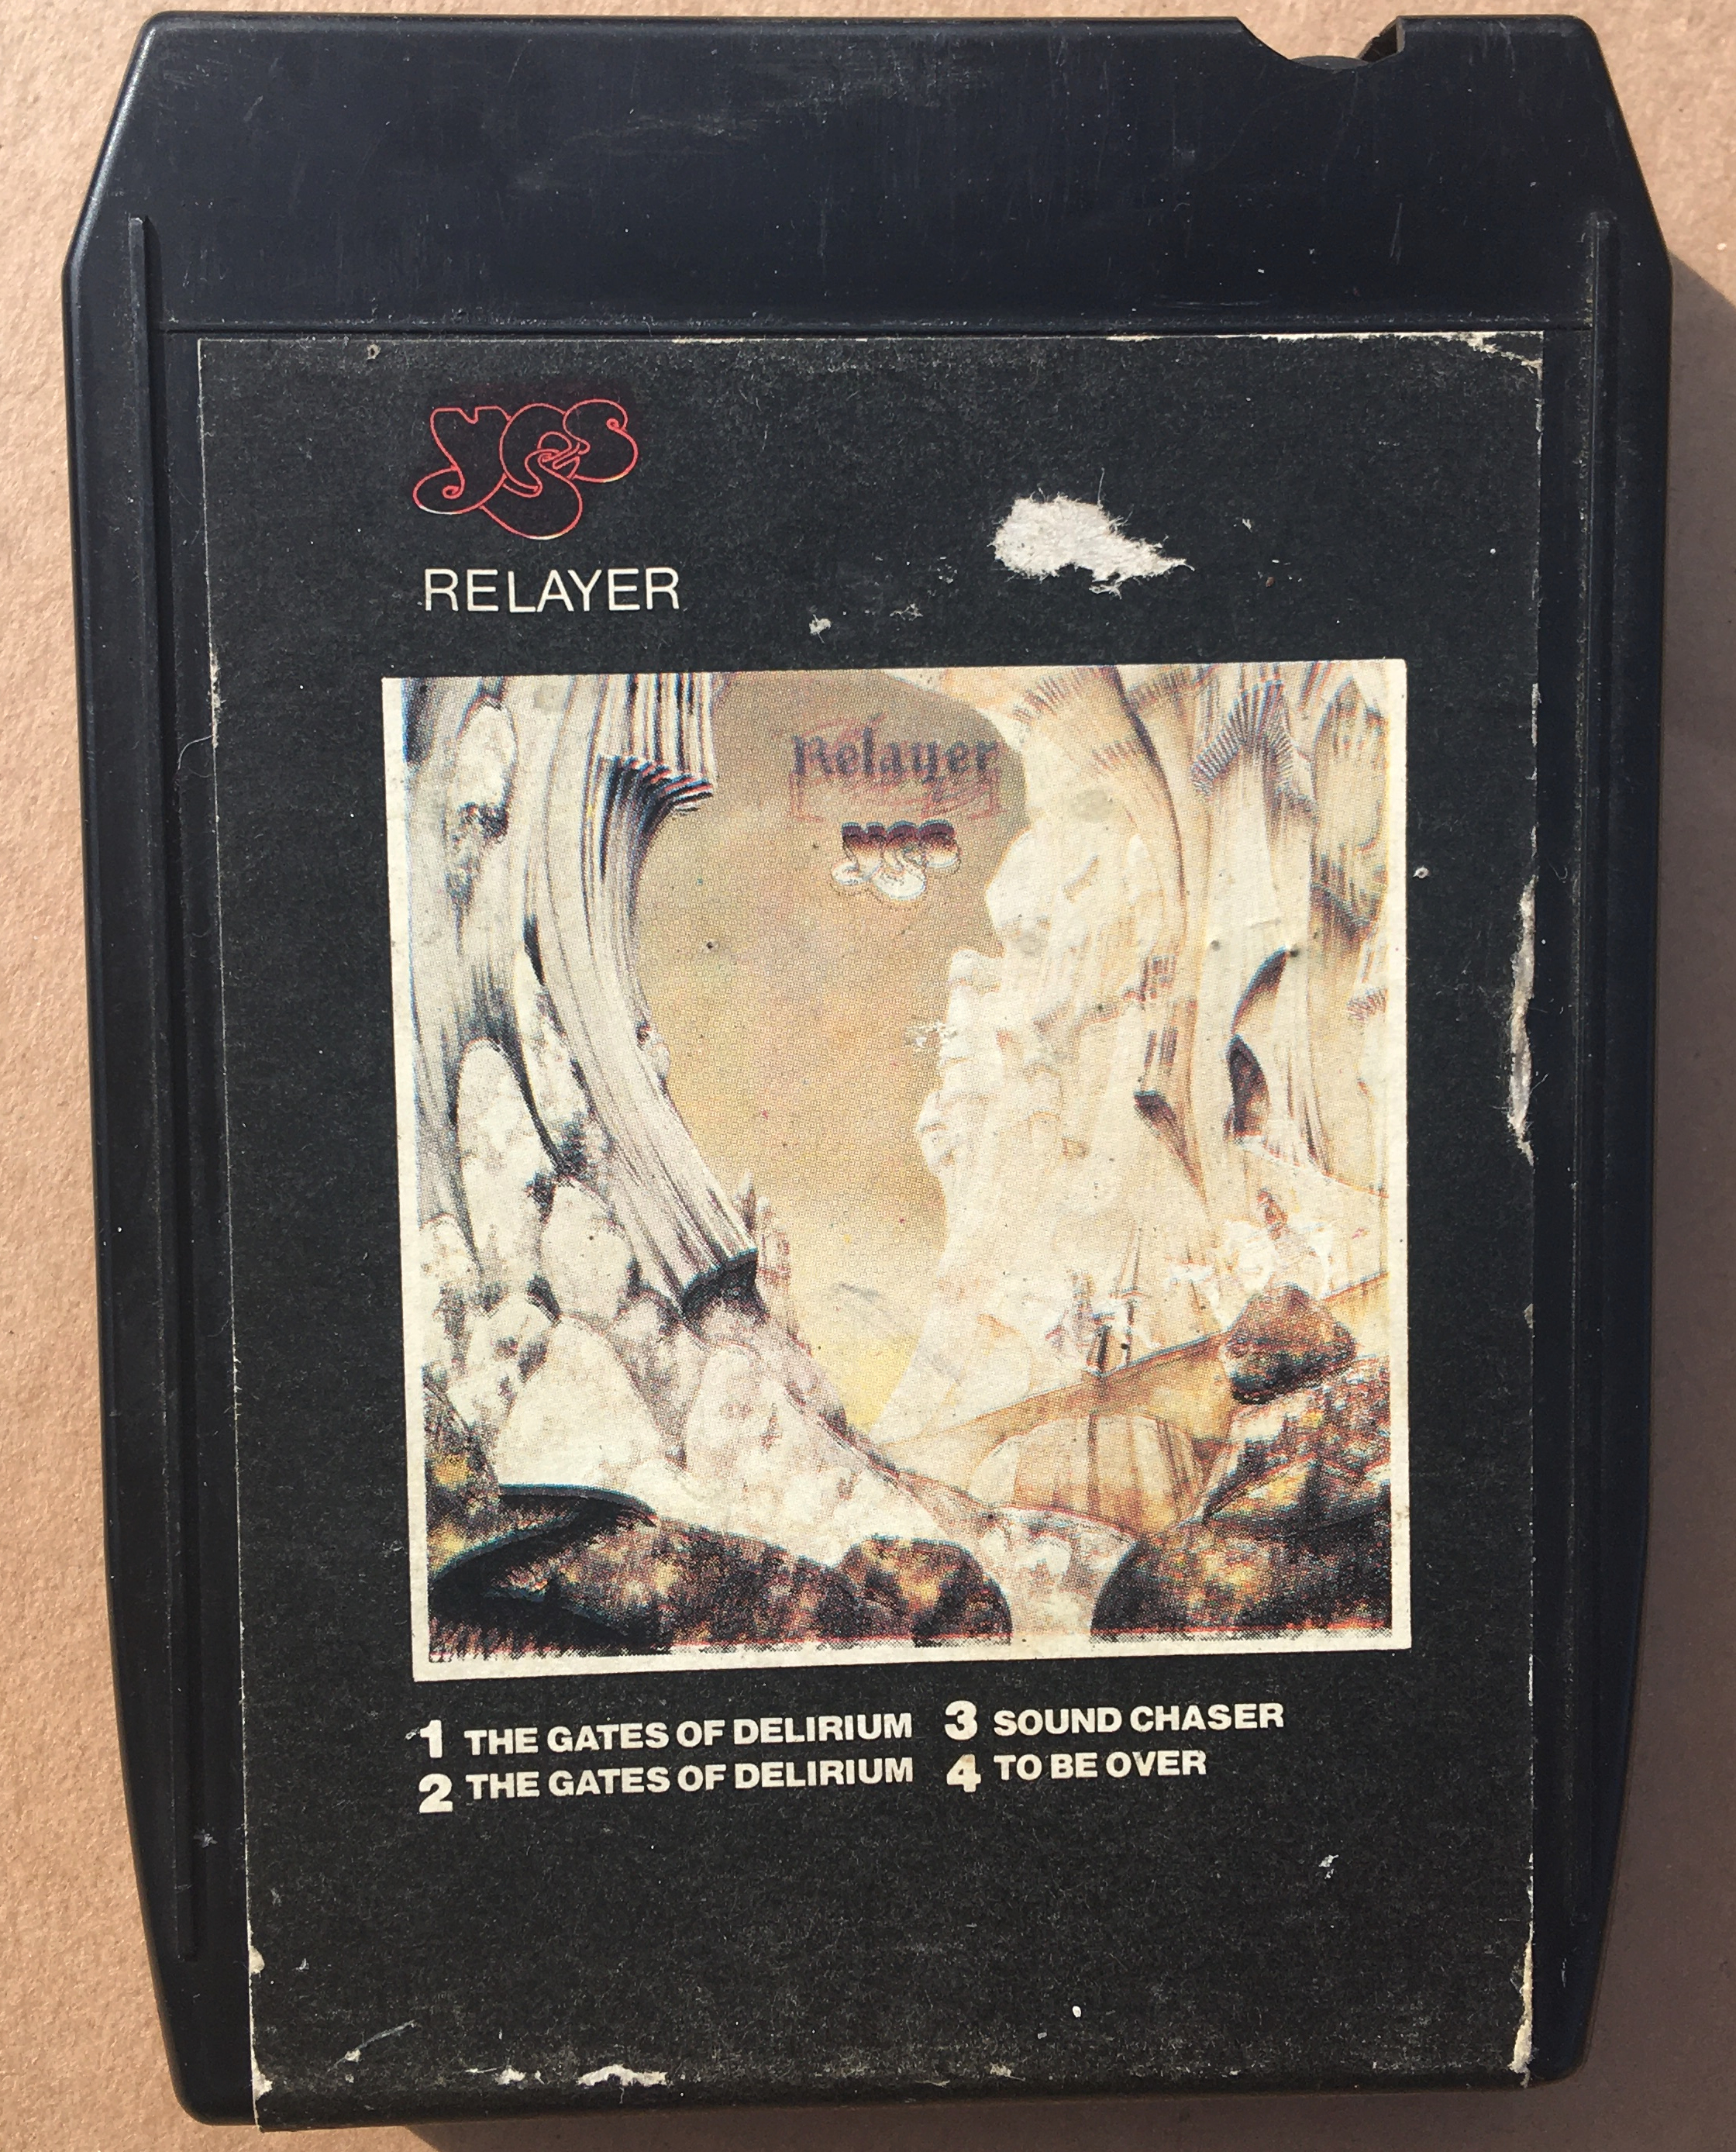 yes
RELAYER
Relayer
yes
1 THE GATES OF DELIRIUM
2 THE GATES OF DELIRIUM
3 SOUND CHASER
4 TO BE OVER